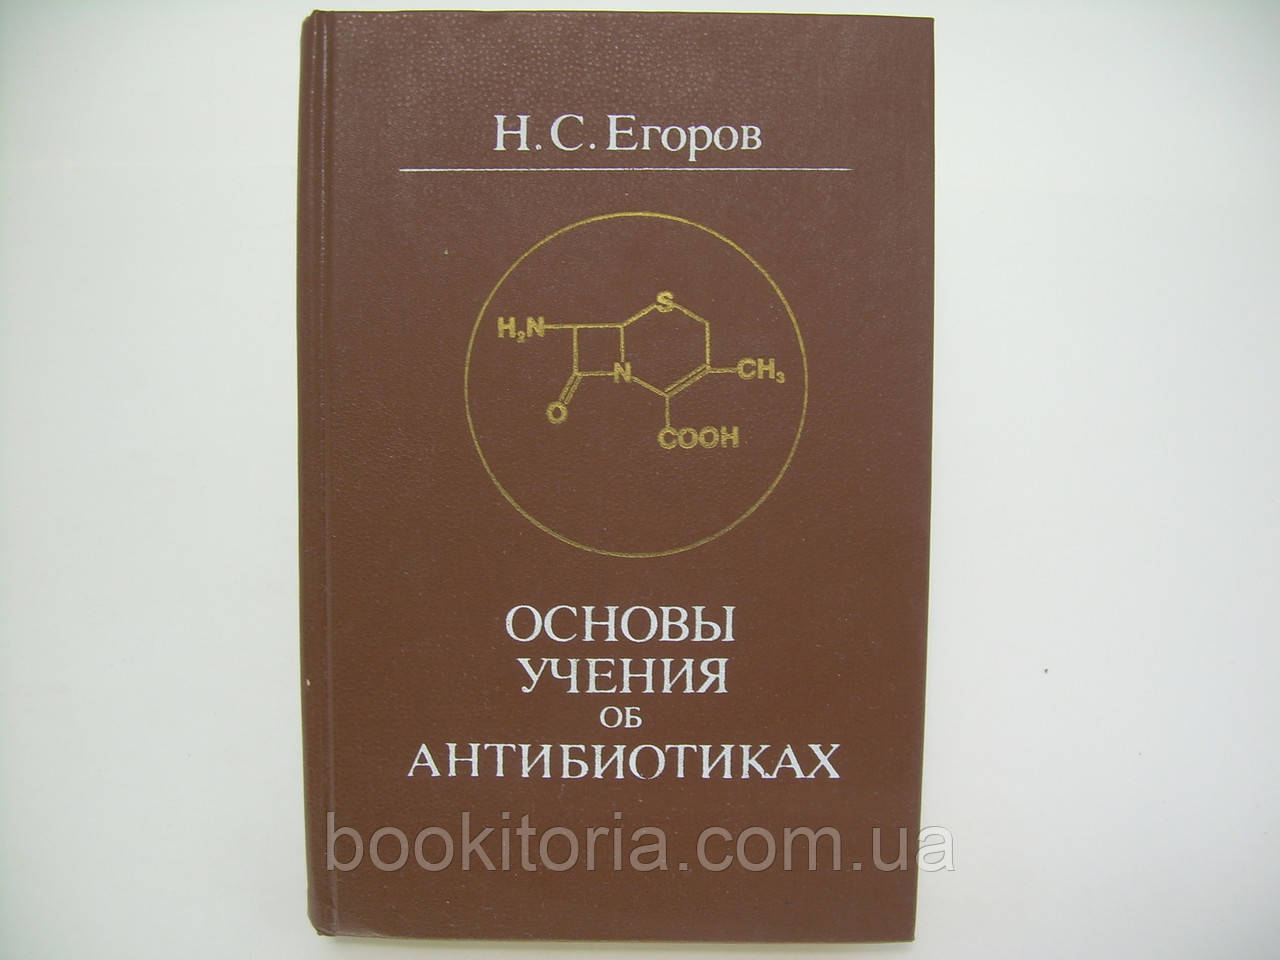 Н. С. Егоров
S
H₂N
N
CH₃
O
COOH
ОСНОВЫ
УЧЕНИЯ
ОБ
АНТИБИОТИКАХ
bookitoria.com.ua